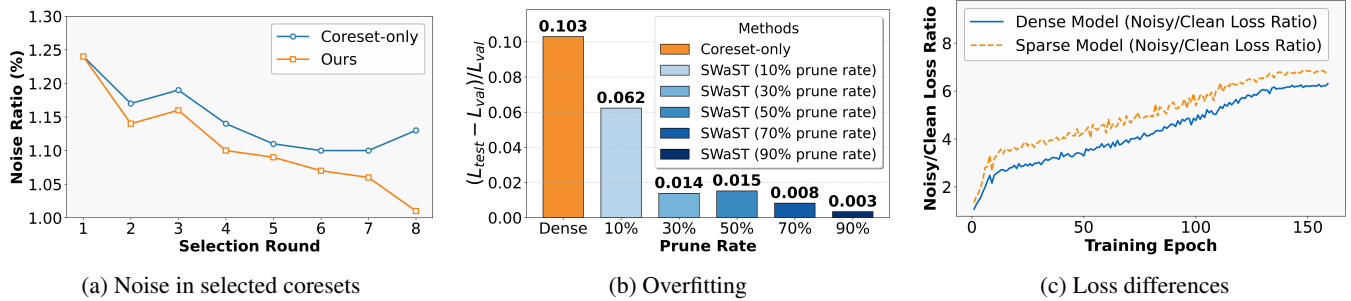 1.30
1.25
1.20
1.15
1.10
1.05
1.00
Noise Ratio (%)
Coreset-only
Ours
1 2 3 4 5 6 7 8
Selection Round
(a) Noise in selected coresets
0.10
0.08
0.06
0.04
0.02
0.00
(L_test − L_val)/L_val
0.103
0.062
0.014
0.015
0.008
0.003
Methods
Coreset-only
SWaST (10% prune rate)
SWaST (30% prune rate)
SWaST (50% prune rate)
SWaST (70% prune rate)
SWaST (90% prune rate)
Dense 10% 30% 50% 70% 90%
Prune Rate
(b) Overfitting
8
6
4
2
Noisy/Clean Loss Ratio
Dense Model (Noisy/Clean Loss Ratio)
Sparse Model (Noisy/Clean Loss Ratio)
0 50 100 150
Training Epoch
(c) Loss differences